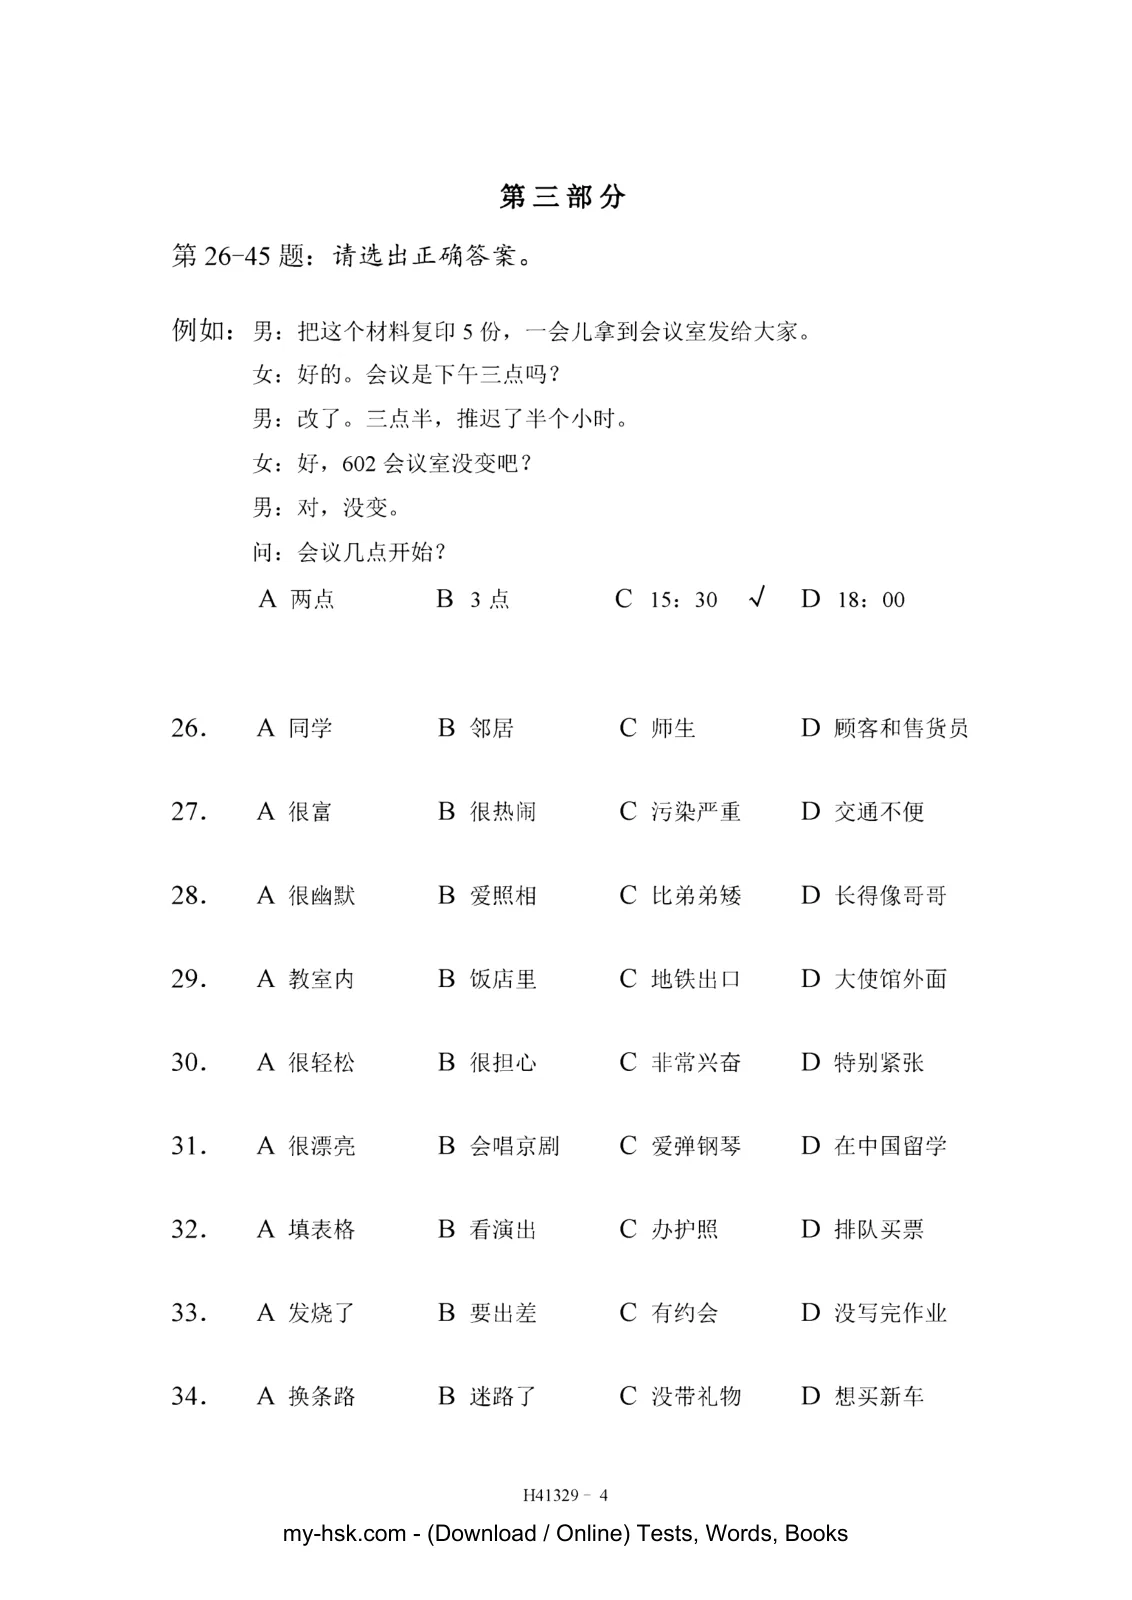 第三部分
第 26-45 题：请选出正确答案。
例如：男：把这个材料复印 5 份，一会儿拿到会议室发给大家。
女：好的。会议是下午三点吗？
男：改了。三点半，推迟了半个小时。
女：好，602 会议室没变吧？
男：对，没变。
问：会议几点开始？
A 两点 B 3 点 C 15：30 √ D 18：00
26． A 同学 B 邻居 C 师生 D 顾客和售货员
27． A 很富 B 很热闹 C 污染严重 D 交通不便
28． A 很幽默 B 爱照相 C 比弟弟矮 D 长得像哥哥
29． A 教室内 B 饭店里 C 地铁出口 D 大使馆外面
30． A 很轻松 B 很担心 C 非常兴奋 D 特别紧张
31． A 很漂亮 B 会唱京剧 C 爱弹钢琴 D 在中国留学
32． A 填表格 B 看演出 C 办护照 D 排队买票
33． A 发烧了 B 要出差 C 有约会 D 没写完作业
34． A 换条路 B 迷路了 C 没带礼物 D 想买新车
H41329 - 4
my-hsk.com - (Download / Online) Tests, Words, Books